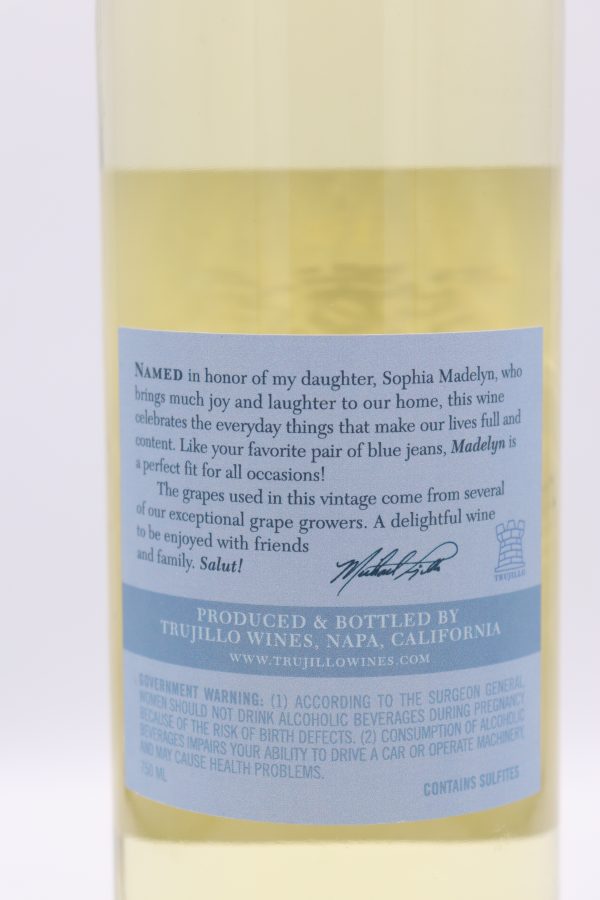 NAMED in honor of my daughter, Sophia Madelyn, who
brings much joy and laughter to our home, this wine
celebrates the everyday things that make our lives full and
content. Like your favorite pair of blue jeans, Madelyn is
a perfect fit for all occasions!
The grapes used in this vintage come from several
of our exceptional grape growers. A delightful wine
to be enjoyed with friends
and family. Salut!
TRUJILLO
PRODUCED & BOTTLED BY
TRUJILLO WINES, NAPA, CALIFORNIA
WWW.TRUJILLOWINES.COM
GOVERNMENT WARNING: (1) ACCORDING TO THE SURGEON GENERAL,
WOMEN SHOULD NOT DRINK ALCOHOLIC BEVERAGES DURING PREGNANCY
BECAUSE OF THE RISK OF BIRTH DEFECTS. (2) CONSUMPTION OF ALCOHOLIC
BEVERAGES IMPAIRS YOUR ABILITY TO DRIVE A CAR OR OPERATE MACHINERY,
AND MAY CAUSE HEALTH PROBLEMS.
750 ML
CONTAINS SULFITES